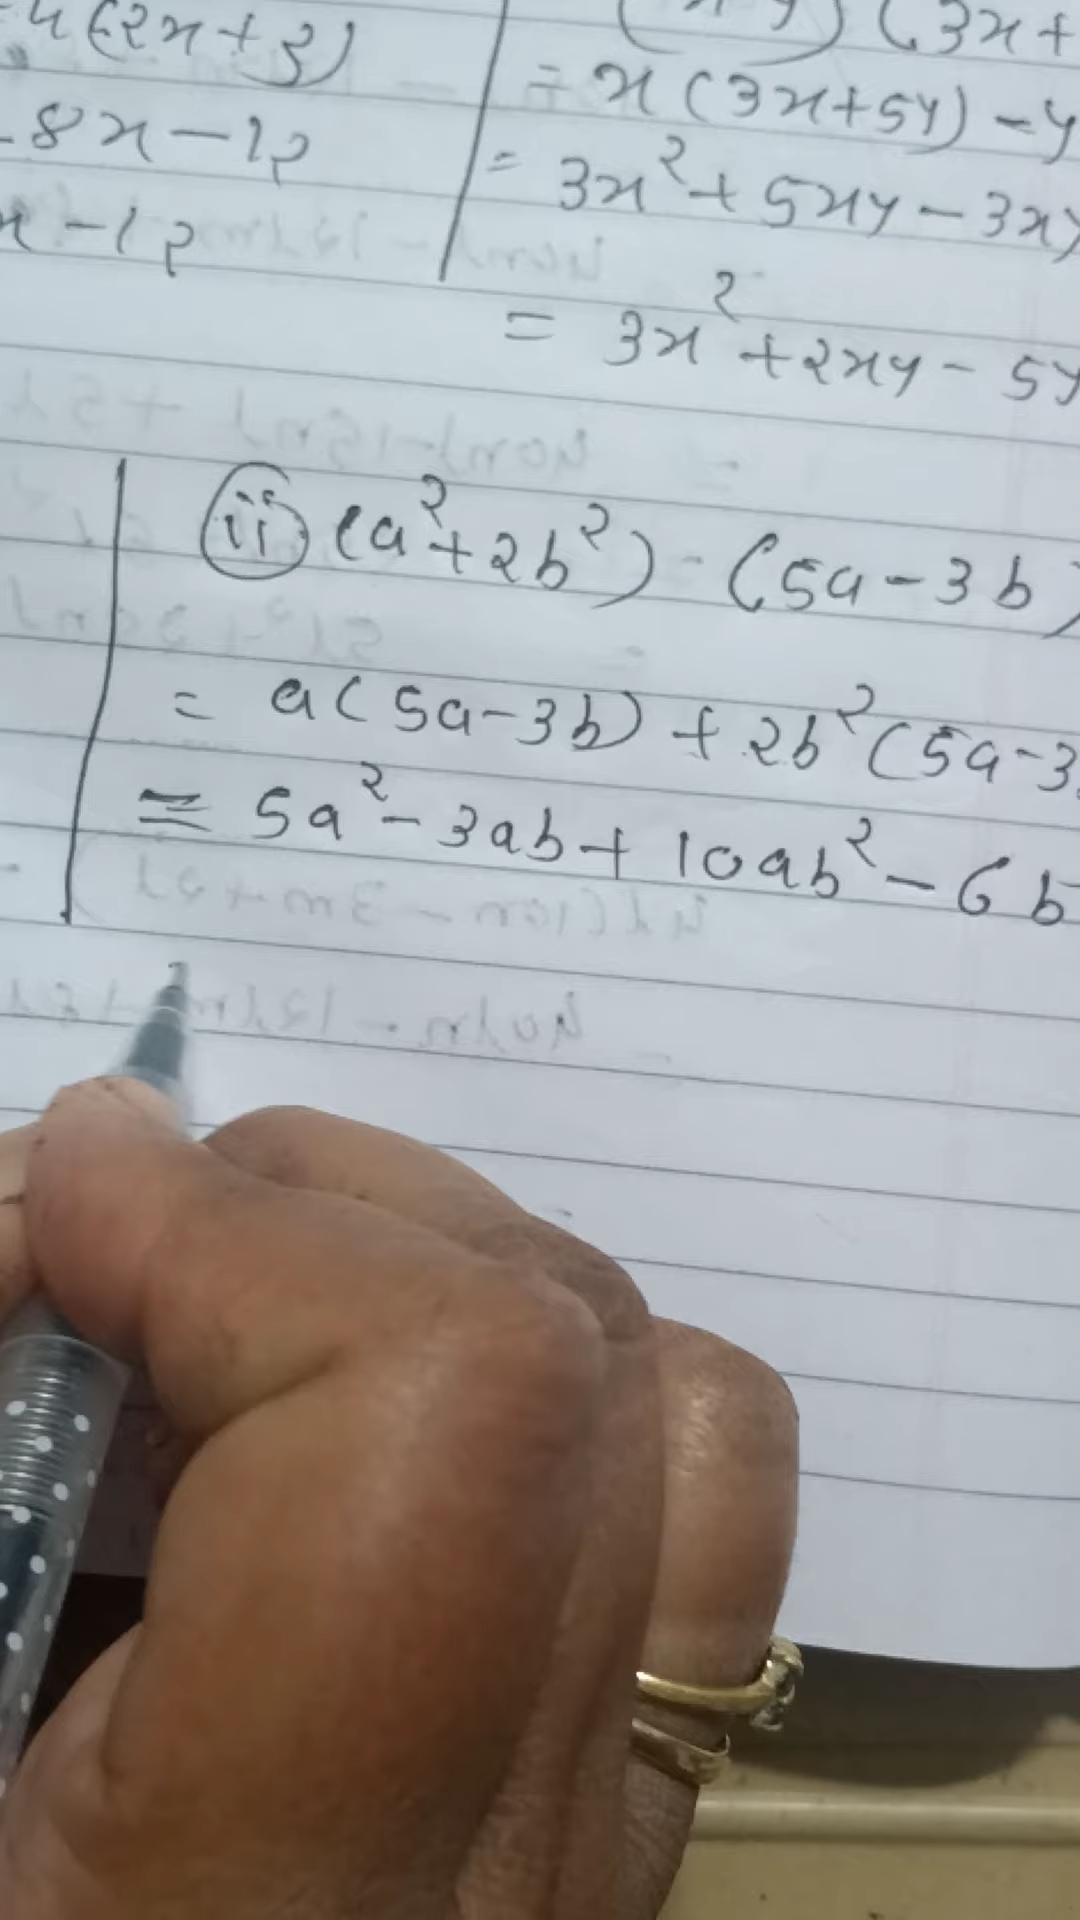 4(2x+3)
8x-12
x-12
(x-y) (3x+
= x(3x+5y) -y
= 3x²+5xy-3xy
= 3x²+2xy-5y
(ii) (a²+2b²) - (5a-3b)
= a(5a-3b) + 2b²(5a-3
= 5a²-3ab+10ab²-6b